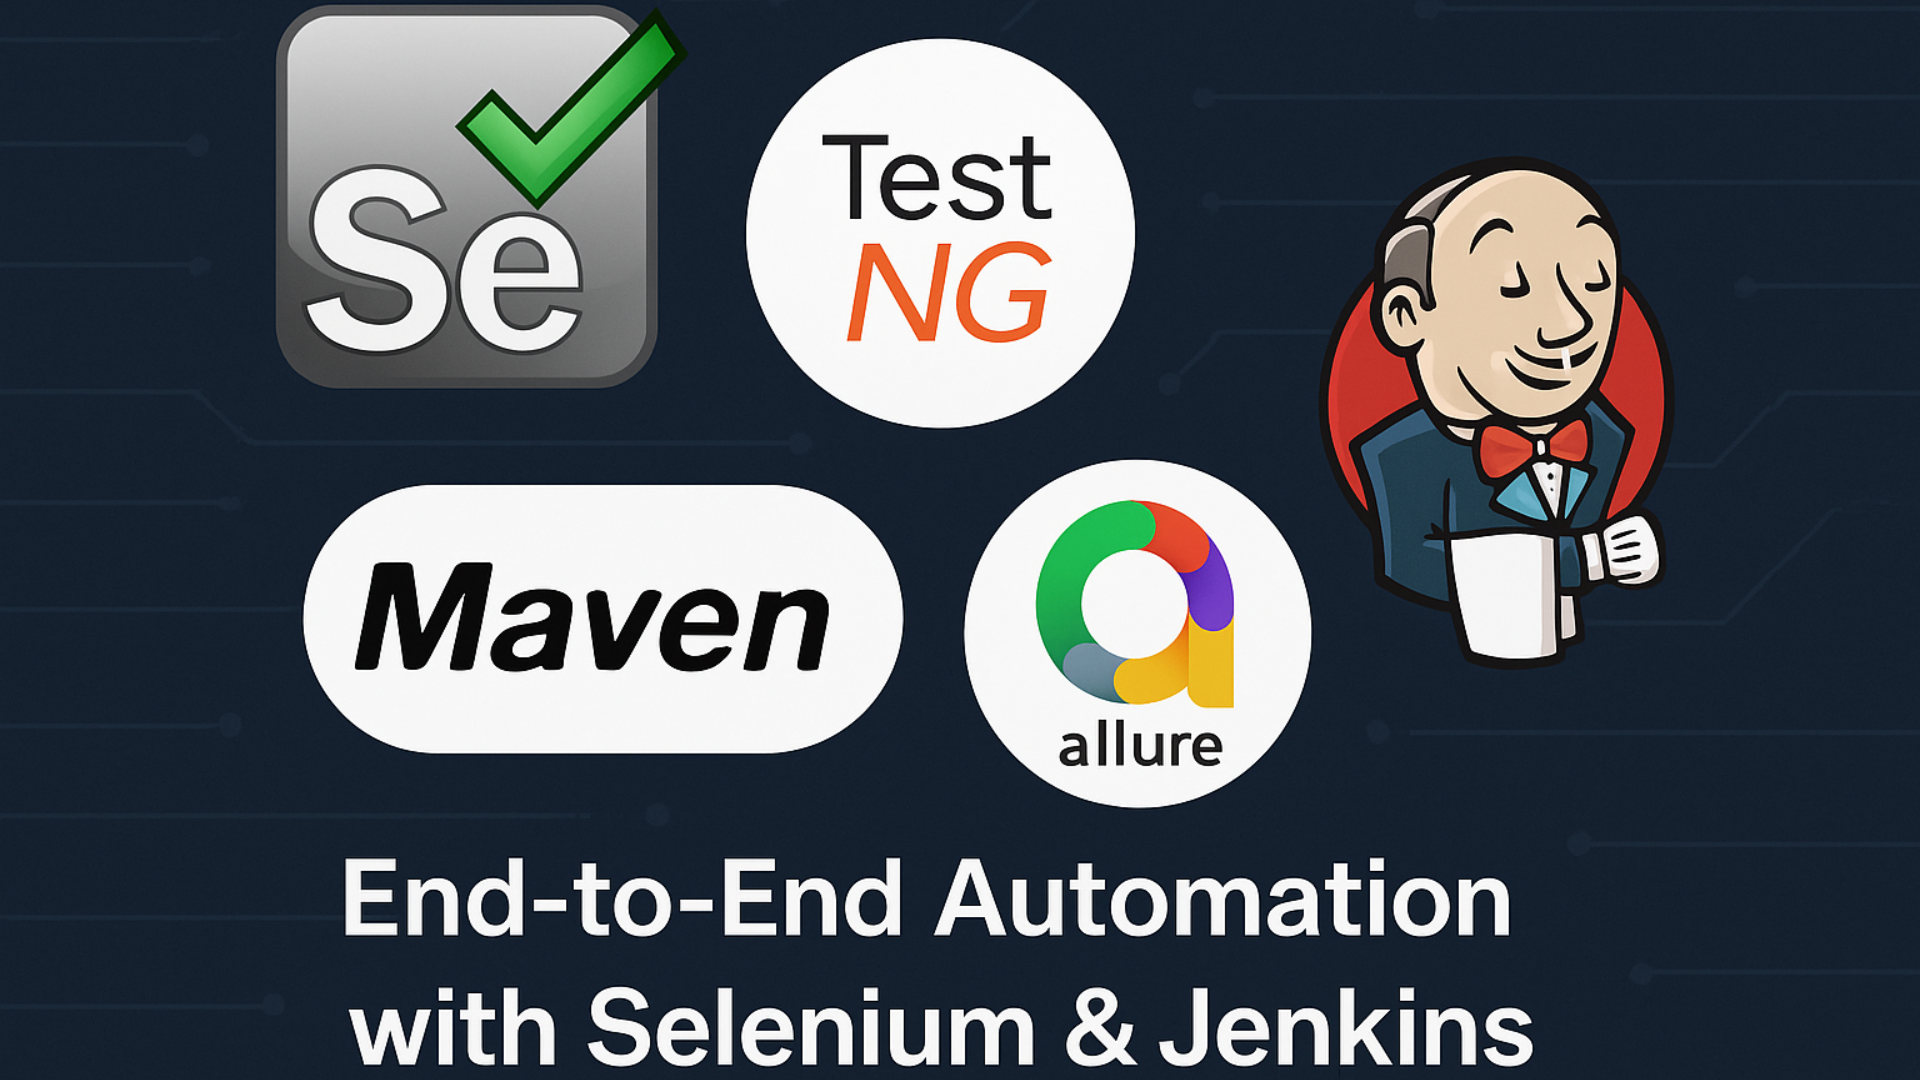 Se
Test
NG
Maven
allure
End-to-End Automation
with Selenium & Jenkins